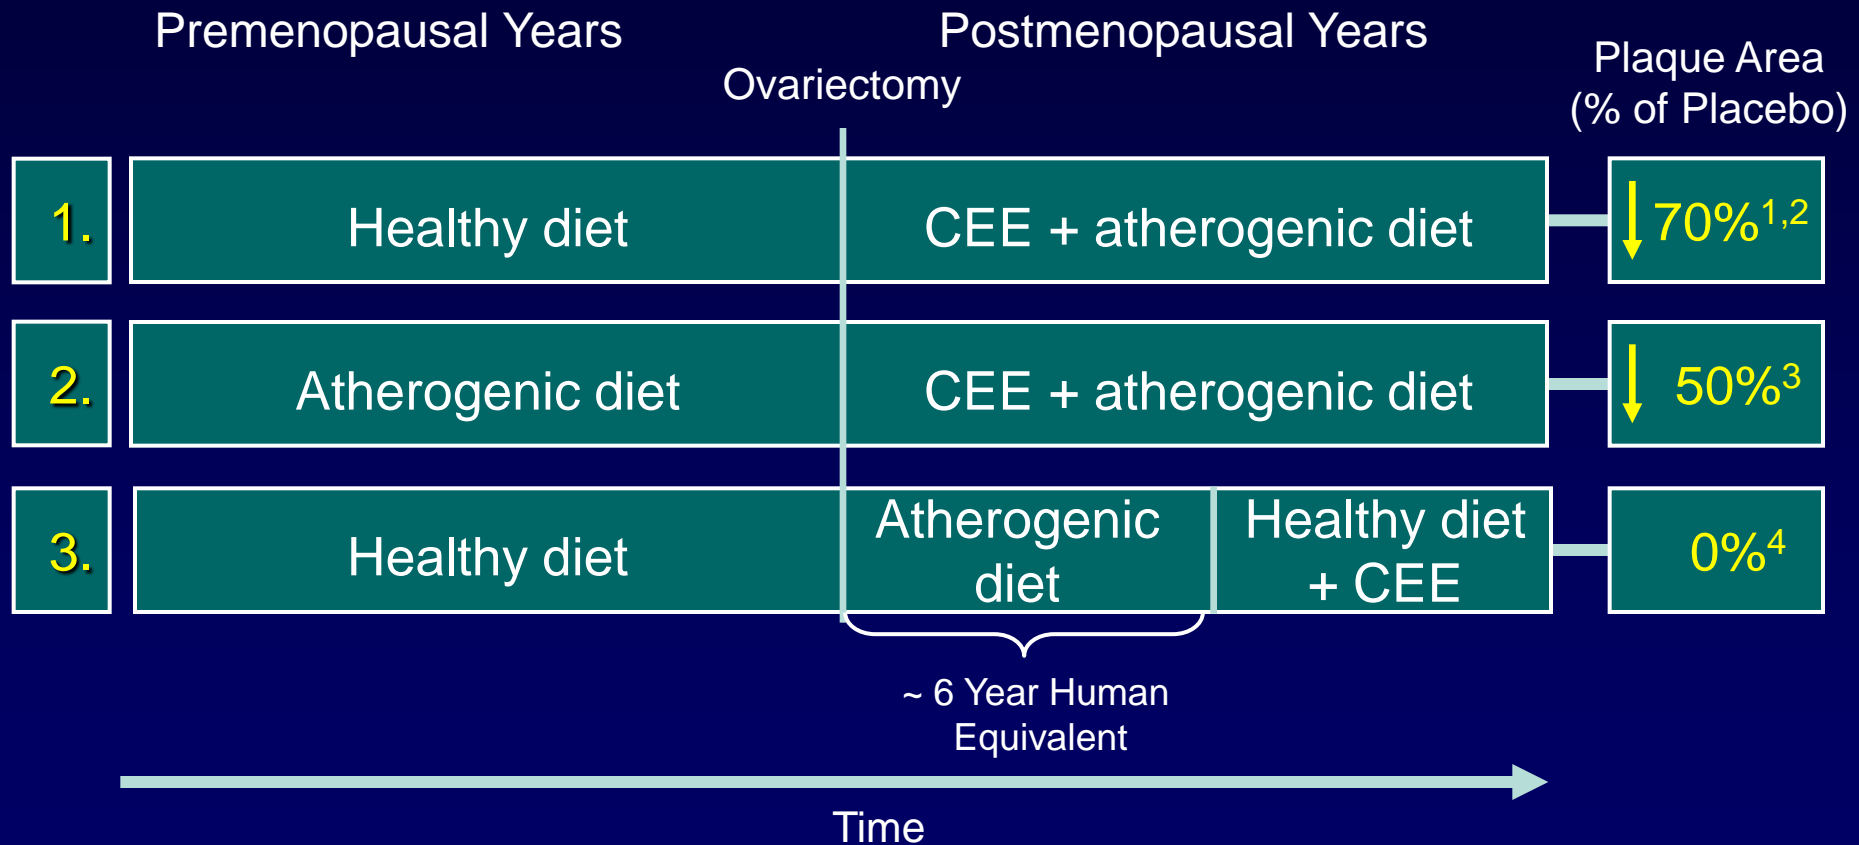 Premenopausal Years
Postmenopausal Years
Ovariectomy
Plaque Area
(% of Placebo)
1.
Healthy diet
CEE + atherogenic diet
↓ 70%¹,²
2.
Atherogenic diet
CEE + atherogenic diet
↓ 50%³
3.
Healthy diet
Atherogenic
diet
Healthy diet
+ CEE
0%⁴
~ 6 Year Human
Equivalent
Time